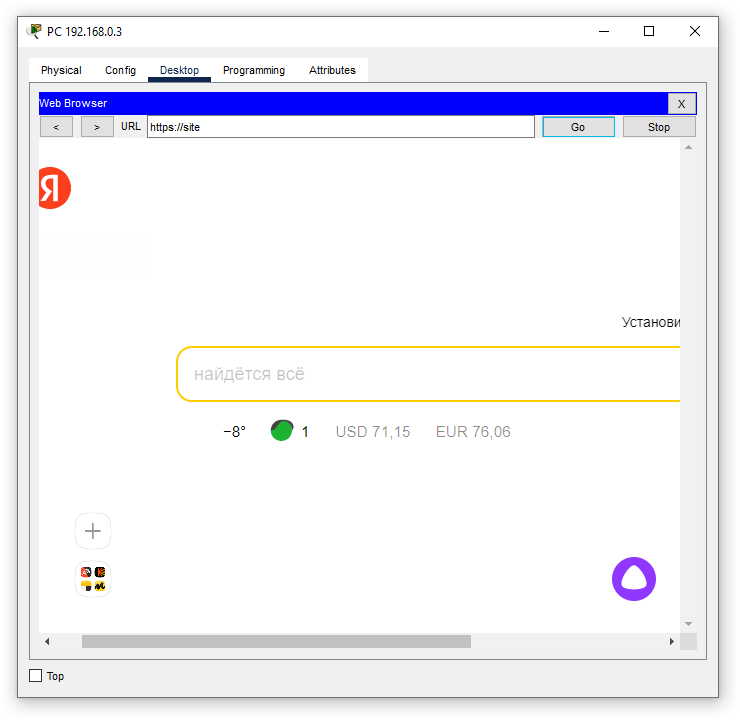 PC 192.168.0.3
Physical Config Desktop Programming Attributes
Web Browser X
< > URL https://site Go Stop
Я
Установи
найдётся всё
−8° 1 USD 71,15 EUR 76,06
Top